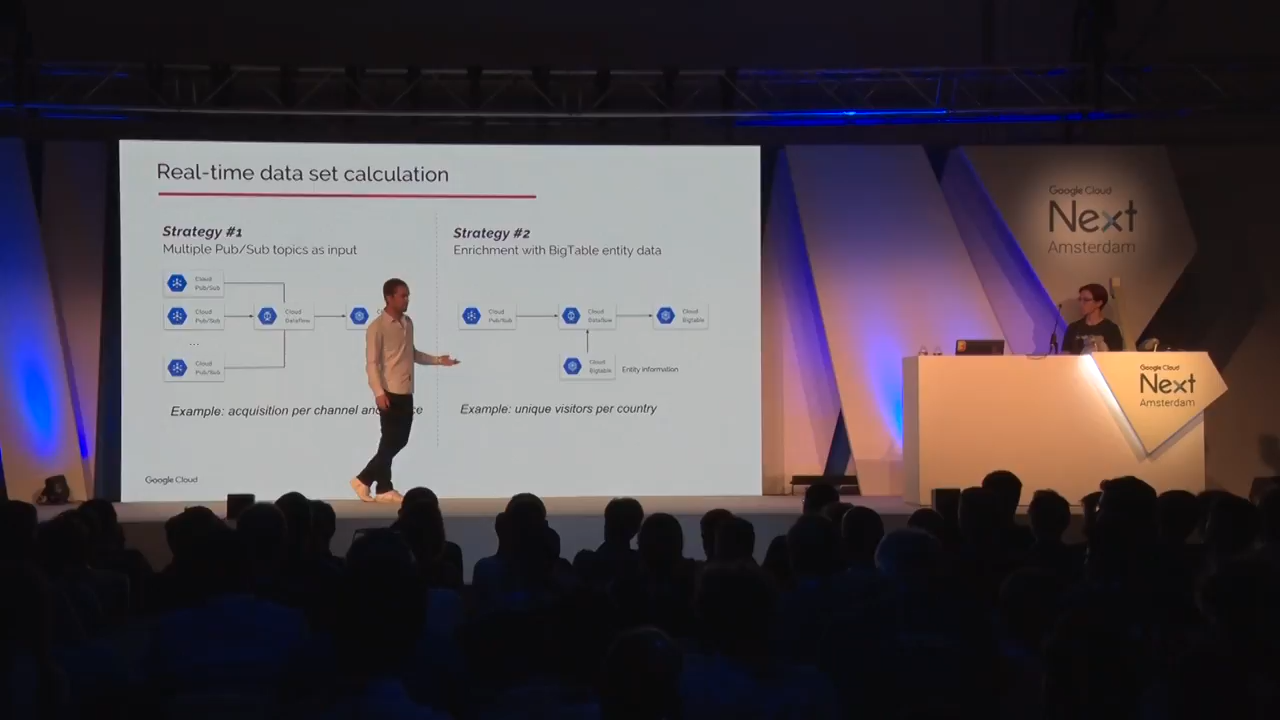 Real-time data set calculation
Strategy #1
Multiple Pub/Sub topics as input
Cloud
Pub/Sub
Cloud
Pub/Sub
...
Cloud
Pub/Sub
Cloud
Dataflow
Example: acquisition per channel and
Strategy #2
Enrichment with BigTable entity data
Cloud
Pub/Sub
Cloud
Dataflow
Cloud
Bigtable
Cloud
Bigtable
Entity information
Example: unique visitors per country
Google Cloud
Google Cloud
Next
Amsterdam
Google Cloud
Next
Amsterdam